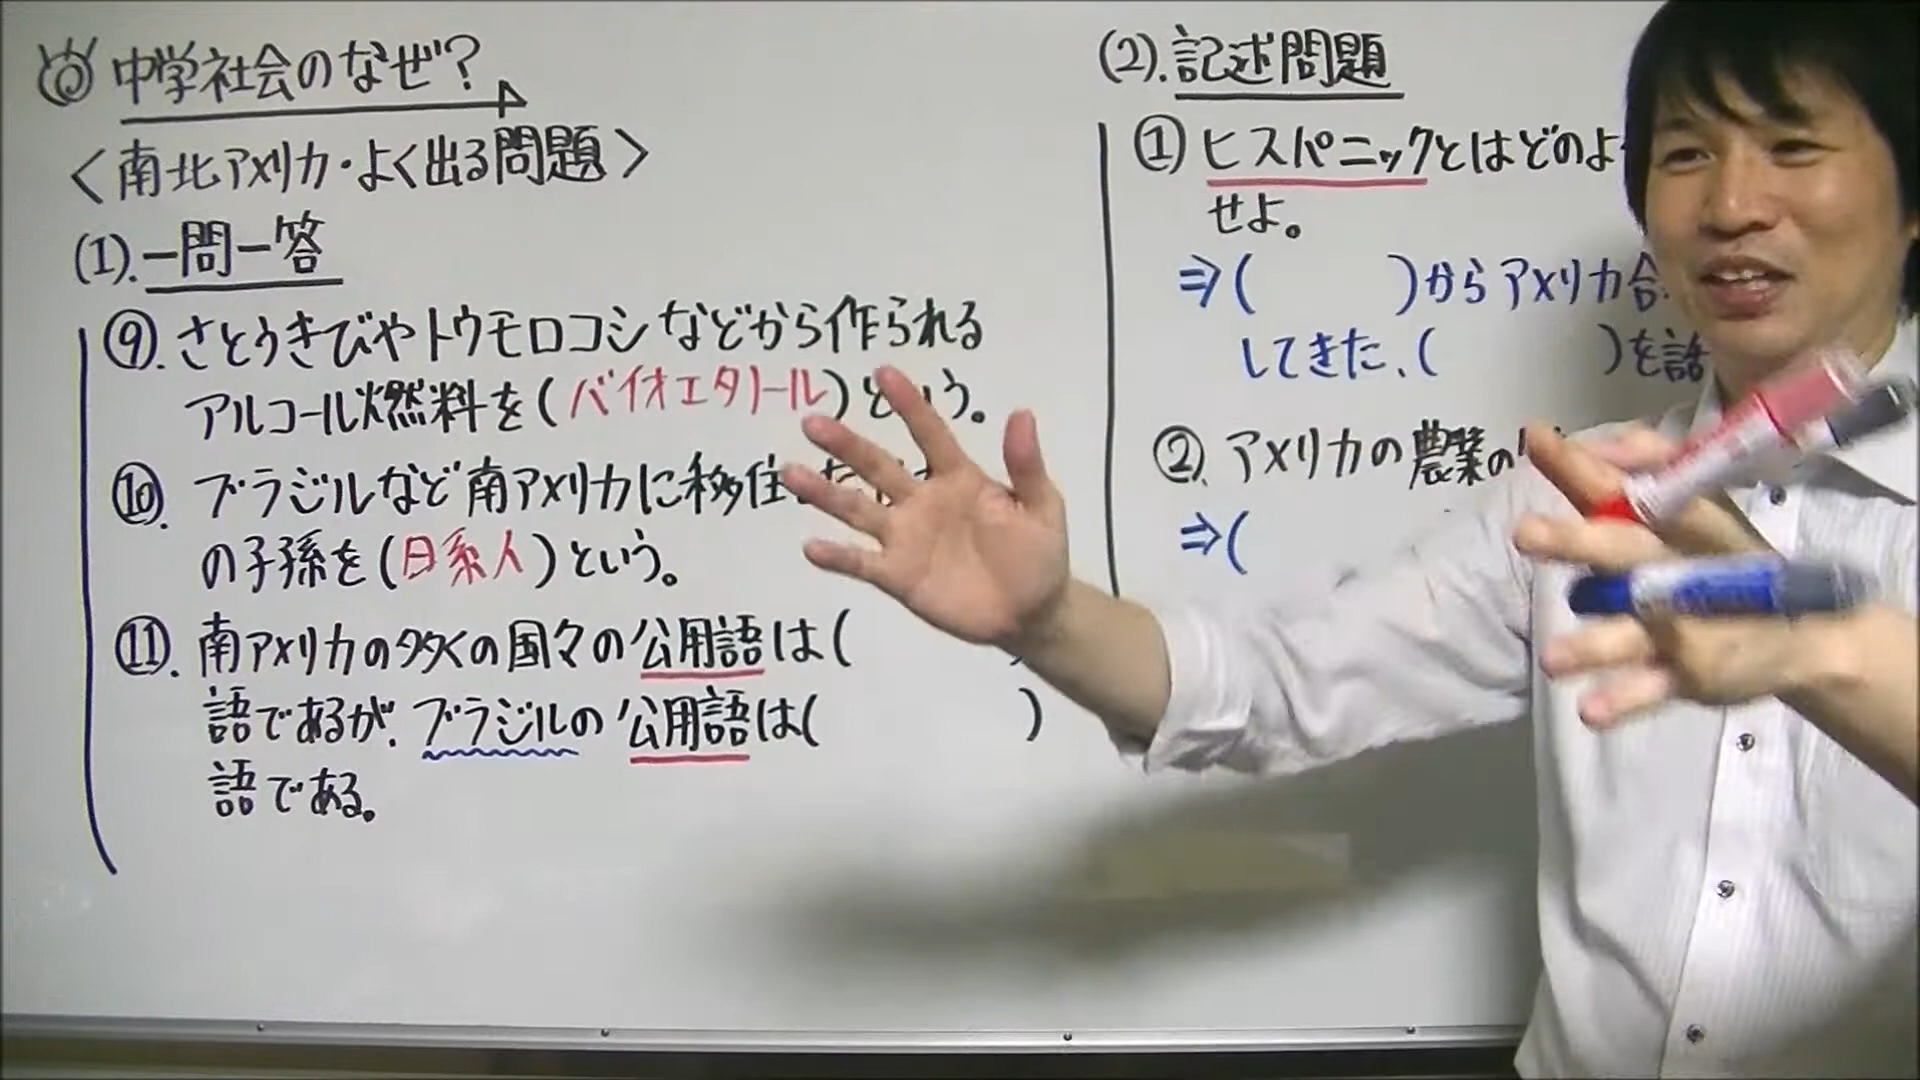 中学社会のなぜ?
<南北アメリカ・よく出る問題>
(1).一問一答
⑨.さとうきびやトウモロコシなどから作られる
アルコール燃料を(バイオエタノール)という。
⑩.ブラジルなど南アメリカに移住した
の子孫を(日系人)という。
⑪.南アメリカの多くの国々の公用語は(
語であるが、ブラジルの公用語は( )
語である。
(2).記述問題
①ヒスパニックとはどのよ
せよ。
⇒( )からアメリカ合
してきた、( )を話
②.アメリカの農業の
⇒(